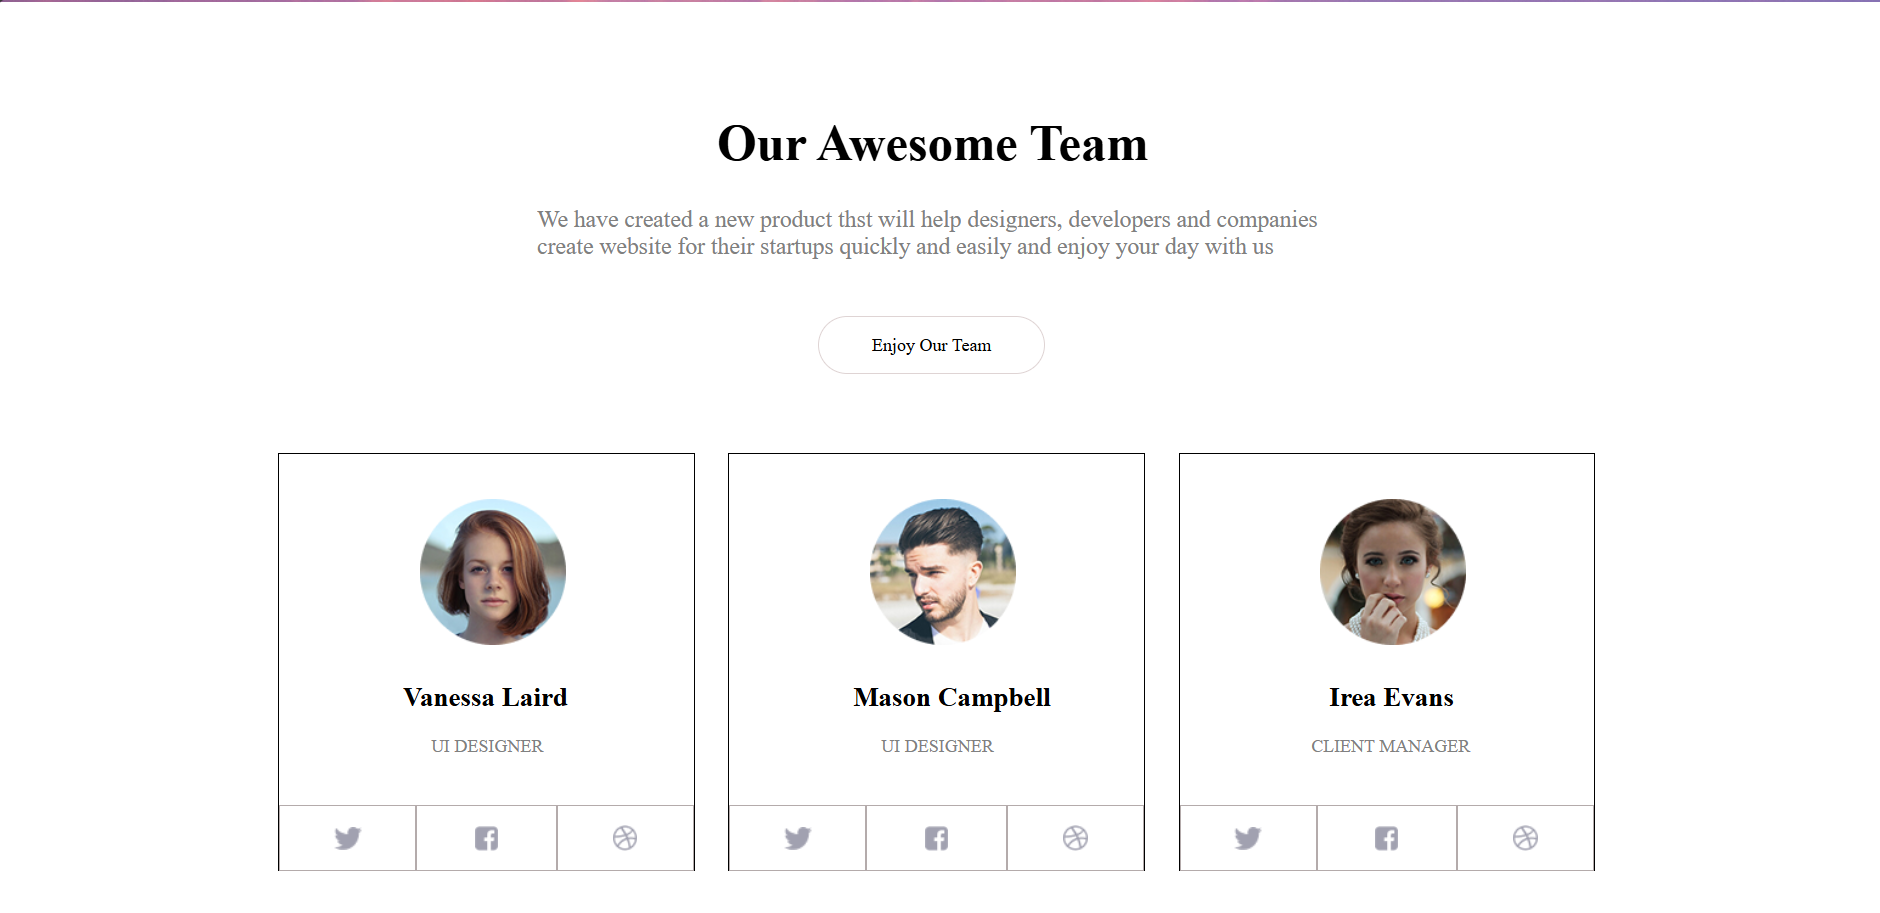 Our Awesome Team
We have created a new product thst will help designers, developers and companies
create website for their startups quickly and easily and enjoy your day with us
Enjoy Our Team
Vanessa Laird
UI DESIGNER
Mason Campbell
UI DESIGNER
Irea Evans
CLIENT MANAGER